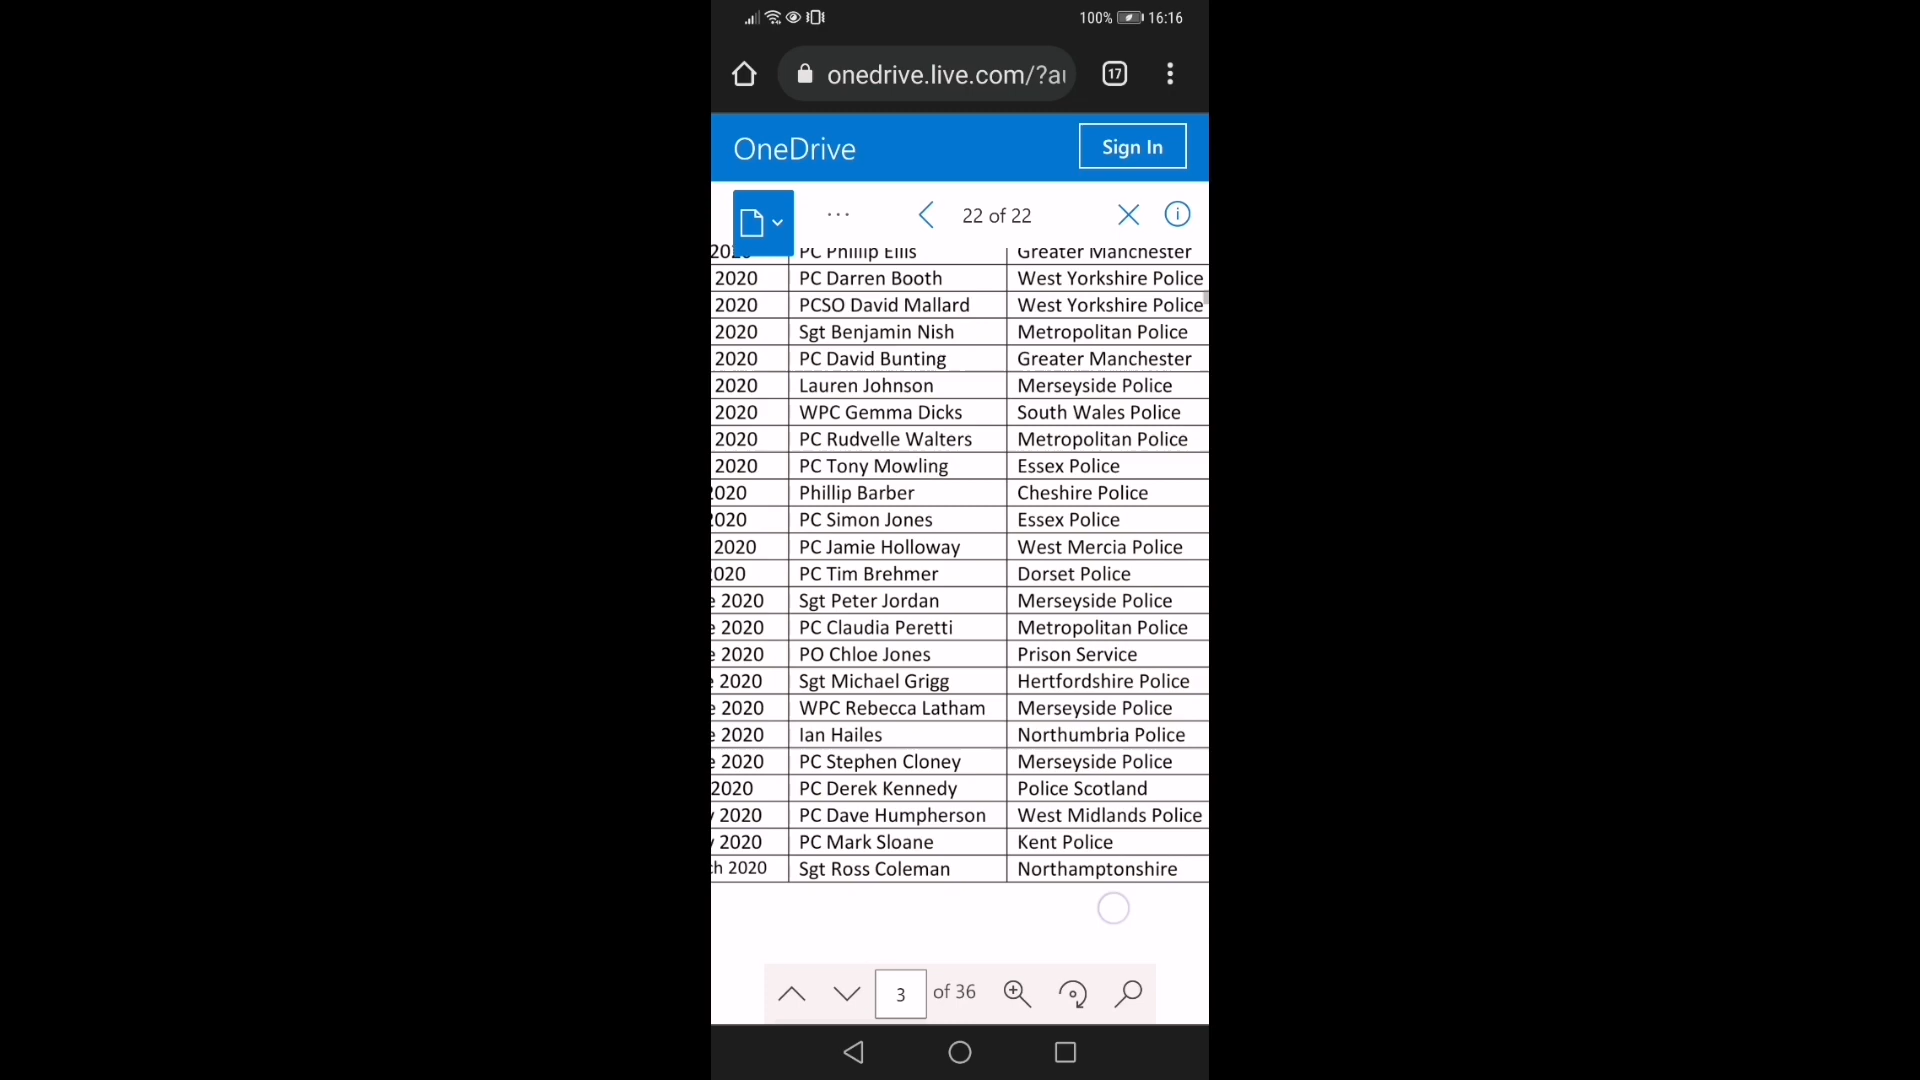 100% 16:16
onedrive.live.com/?au
17
OneDrive
Sign In
... 22 of 22
PC Phillip Ellis Greater Manchester
2020 PC Darren Booth West Yorkshire Police
2020 PCSO David Mallard West Yorkshire Police
2020 Sgt Benjamin Nish Metropolitan Police
2020 PC David Bunting Greater Manchester
2020 Lauren Johnson Merseyside Police
2020 WPC Gemma Dicks South Wales Police
2020 PC Rudvelle Walters Metropolitan Police
2020 PC Tony Mowling Essex Police
2020 Phillip Barber Cheshire Police
2020 PC Simon Jones Essex Police
2020 PC Jamie Holloway West Mercia Police
2020 PC Tim Brehmer Dorset Police
e 2020 Sgt Peter Jordan Merseyside Police
e 2020 PC Claudia Peretti Metropolitan Police
e 2020 PO Chloe Jones Prison Service
e 2020 Sgt Michael Grigg Hertfordshire Police
e 2020 WPC Rebecca Latham Merseyside Police
e 2020 Ian Hailes Northumbria Police
e 2020 PC Stephen Cloney Merseyside Police
2020 PC Derek Kennedy Police Scotland
y 2020 PC Dave Humpherson West Midlands Police
y 2020 PC Mark Sloane Kent Police
ch 2020 Sgt Ross Coleman Northamptonshire
3 of 36